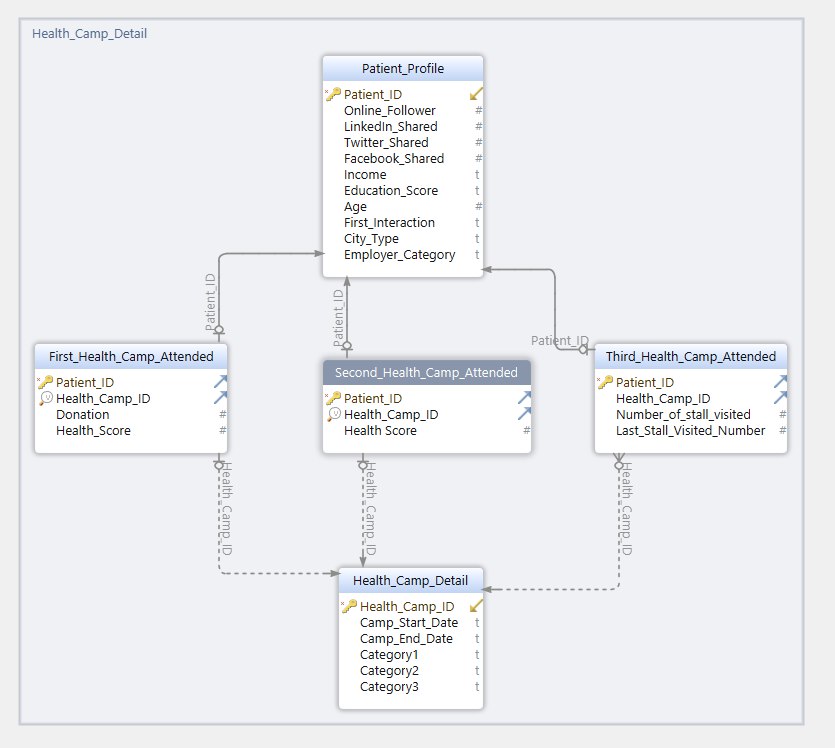 Health_Camp_Detail
Patient_Profile
Patient_ID
Online_Follower #
LinkedIn_Shared #
Twitter_Shared #
Facebook_Shared #
Income t
Education_Score t
Age #
First_Interaction t
City_Type t
Employer_Category t
Patient_ID
Patient_ID
Patient_ID
First_Health_Camp_Attended
Patient_ID
Health_Camp_ID
Donation #
Health_Score #
Second_Health_Camp_Attended
Patient_ID
Health_Camp_ID
Health Score #
Third_Health_Camp_Attended
Patient_ID
Health_Camp_ID
Number_of_stall_visited #
Last_Stall_Visited_Number #
Health_Camp_ID
Health_Camp_ID
Health_Camp_ID
Health_Camp_Detail
Health_Camp_ID
Camp_Start_Date t
Camp_End_Date t
Category1 t
Category2 t
Category3 t